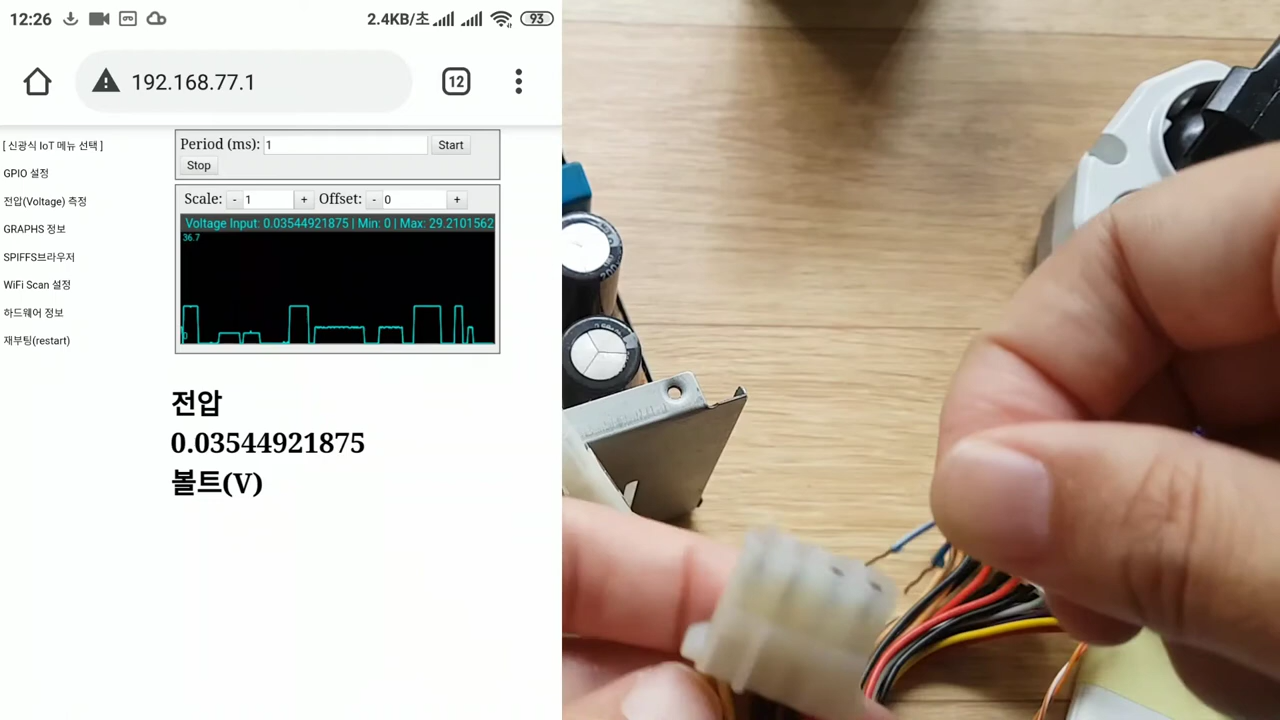 12:26 2.4KB/초 93
192.168.77.1 12
[ 신광식 IoT 메뉴 선택 ]
GPIO 설정
전압(Voltage) 측정
GRAPHS 정보
SPIFFS브라우저
WiFi Scan 설정
하드웨어 정보
재부팅(restart)
Period (ms): 1 Start
Stop
Scale: - 1 + Offset: - 0 +
Voltage Input: 0.03544921875 | Min: 0 | Max: 29.2101562
36.7
0
전압
0.03544921875
볼트(V)